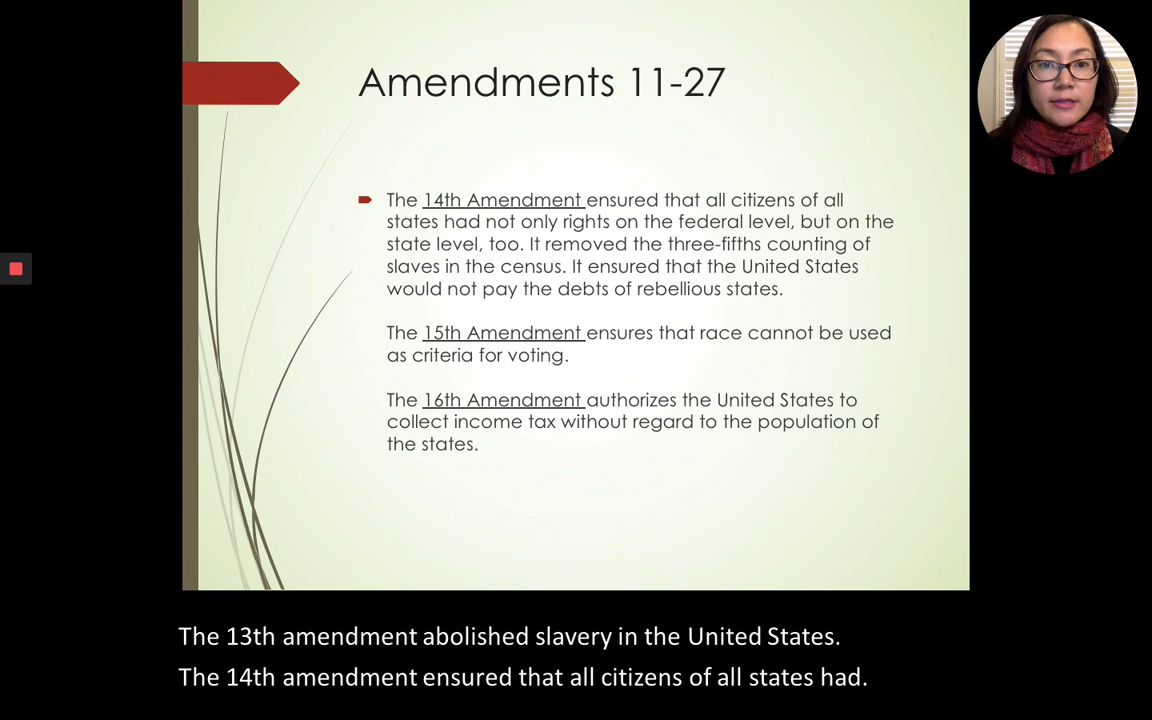 Amendments 11-27
The 14th Amendment ensured that all citizens of all
states had not only rights on the federal level, but on the
state level, too. It removed the three-fifths counting of
slaves in the census. It ensured that the United States
would not pay the debts of rebellious states.
The 15th Amendment ensures that race cannot be used
as criteria for voting.
The 16th Amendment authorizes the United States to
collect income tax without regard to the population of
the states.
The 13th amendment abolished slavery in the United States.
The 14th amendment ensured that all citizens of all states had.